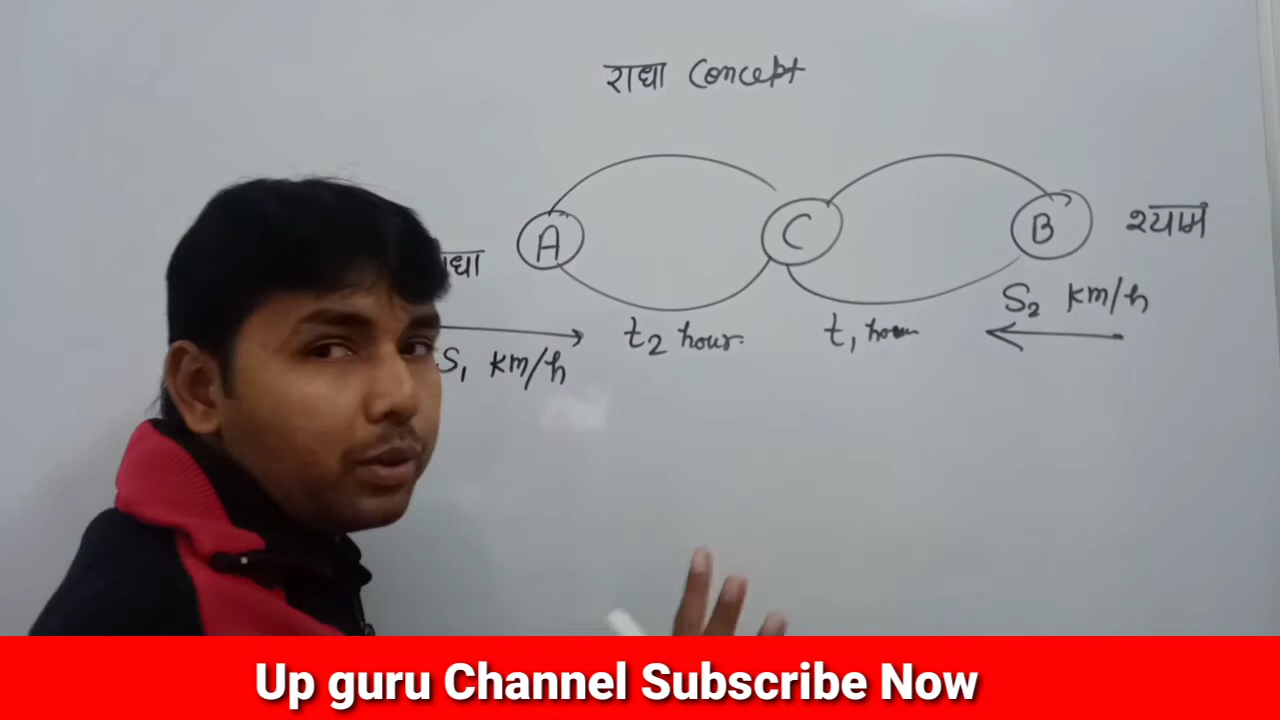 राधा Concept
A C B श्याम
t2 hour. t1 hour S2 km/h
S1 km/h
Up guru Channel Subscribe Now